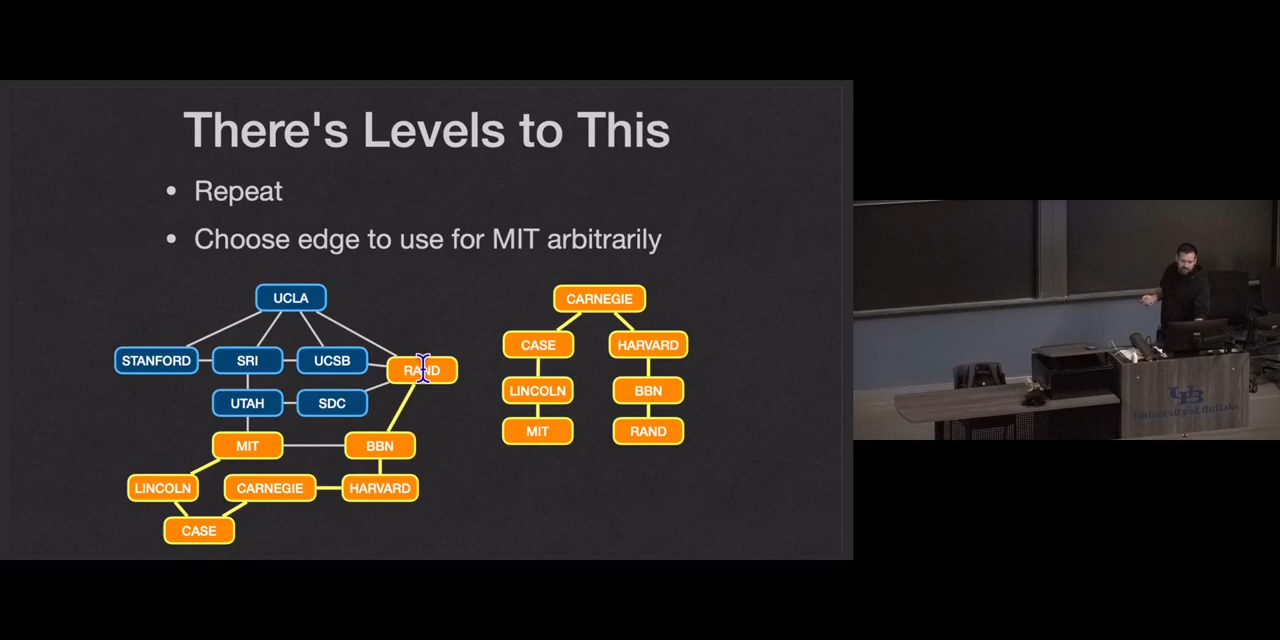 There's Levels to This
• Repeat
• Choose edge to use for MIT arbitrarily
UCLA
STANFORD
SRI
UCSB
RAND
UTAH
SDC
MIT
BBN
LINCOLN
CARNEGIE
HARVARD
CASE
CARNEGIE
CASE
HARVARD
LINCOLN
BBN
MIT
RAND
UB
University at Buffalo